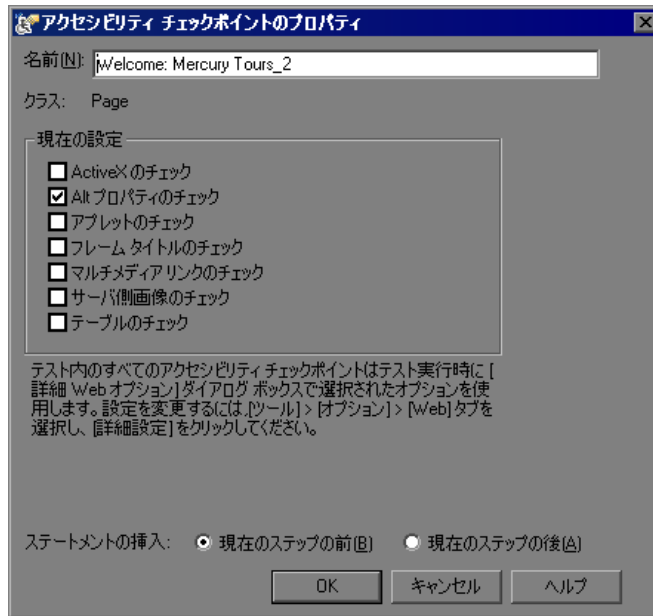 アクセシビリティ チェックポイントのプロパティ
名前(N): Welcome: Mercury Tours_2
クラス: Page
現在の設定
ActiveX のチェック
Alt プロパティのチェック
アプレットのチェック
フレーム タイトルのチェック
マルチメディア リンクのチェック
サーバ側画像のチェック
テーブルのチェック
テスト内のすべてのアクセシビリティ チェックポイントはテスト実行時に [
詳細 Web オプション] ダイアログ ボックスで選択されたオプションを使
用します。設定を変更するには、[ツール] > [オプション] > [Web] タブを
選択し、[詳細設定] をクリックしてください。
ステートメントの挿入: 現在のステップの前(B) 現在のステップの後(A)
OK キャンセル ヘルプ